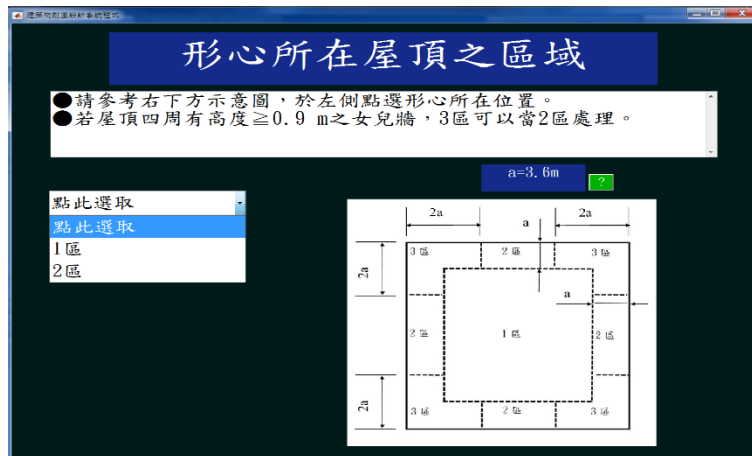 建築物耐風設計系統程式
形心所在屋頂之區域
●請參考右下方示意圖，於左側點選形心所在位置。
●若屋頂四周有高度≧0.9 m之女兒牆，3區可以當2區處理。
a=3.6m
?
點此選取
點此選取
1區
2區
2a
a
2a
3 區
2 區
3 區
2a
a
2 區
1 區
2 區
2a
3 區
2 區
3 區